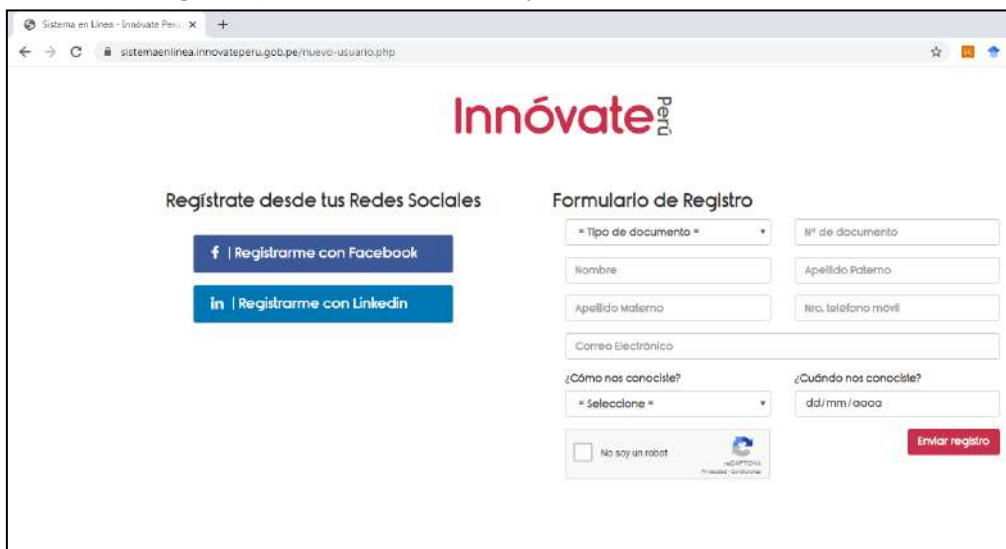 Sistema en Línea - Innóvate Perú
sistemaenlinea.innovateperu.gob.pe/nuevo-usuario.php
Innóvate Perú
Regístrate desde tus Redes Sociales
f | Registrarme con Facebook
in | Registrarme con Linkedin
Formulario de Registro
= Tipo de documento =
N° de documento
Nombre
Apellido Paterno
Apellido Materno
Nro. teléfono móvil
Correo Electrónico
¿Cómo nos conociste?
¿Cuándo nos conociste?
= Seleccione =
dd/mm/aaaa
No soy un robot
reCAPTCHA
Privacidad - Condiciones
Enviar registro